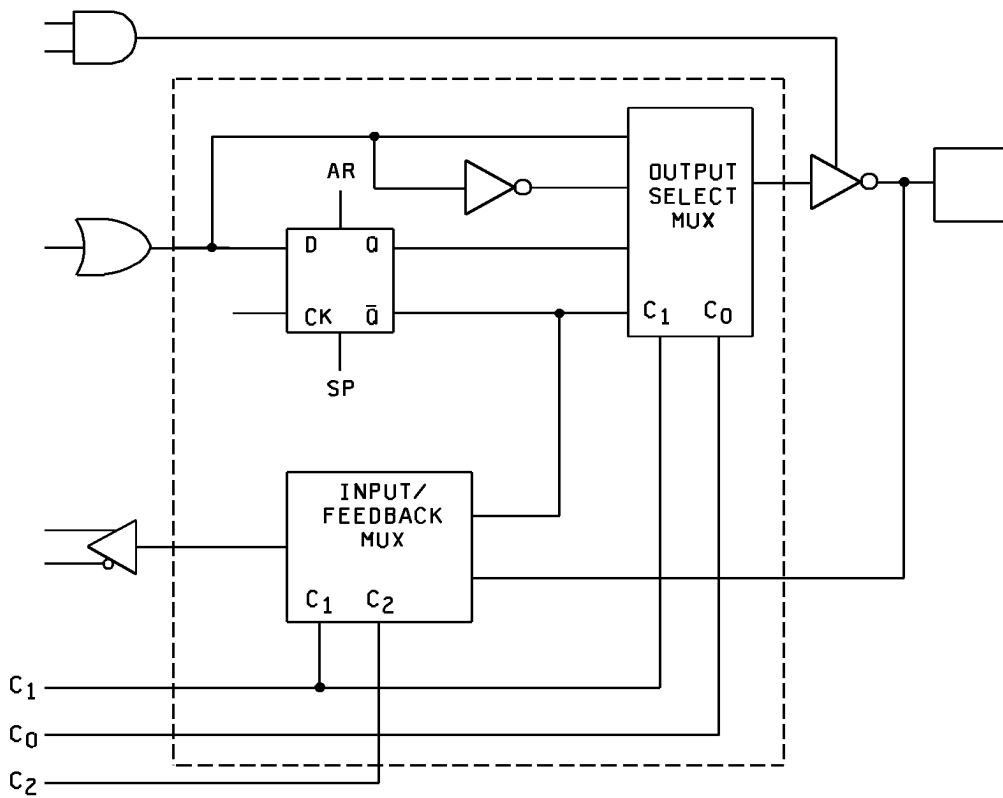 AR
OUTPUT
SELECT
MUX
D Q
CK Q̅
C₁ C₀
SP
INPUT/
FEEDBACK
MUX
C₁ C₂
C₁
C₀
C₂